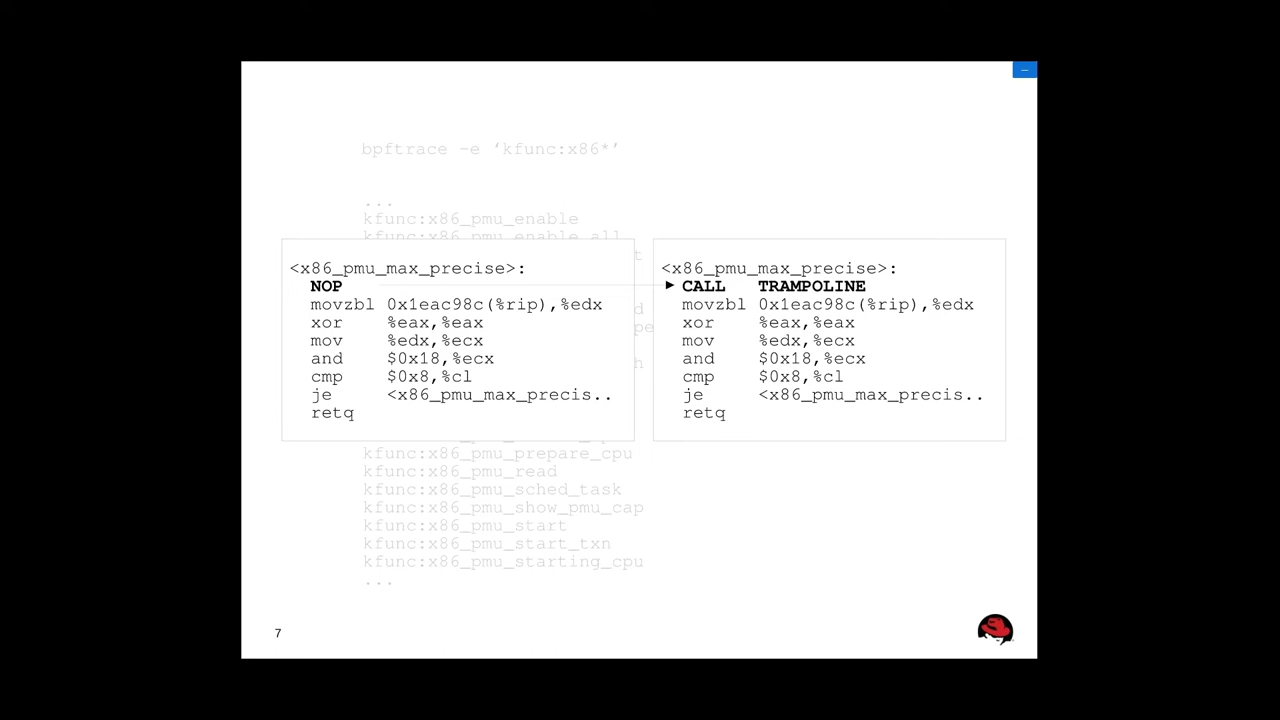 bpftrace -e ‘kfunc:x86*’
...
kfunc:x86_pmu_enable
kfunc:x86_pmu_enable_all
<x86_pmu_max_precise>:
NOP
movzbl 0x1eac98c(%rip),%edx
xor %eax,%eax
mov %edx,%ecx
and $0x18,%ecx
cmp $0x8,%cl
je <x86_pmu_max_precis..
retq
<x86_pmu_max_precise>:
CALL TRAMPOLINE
movzbl 0x1eac98c(%rip),%edx
xor %eax,%eax
mov %edx,%ecx
and $0x18,%ecx
cmp $0x8,%cl
je <x86_pmu_max_precis..
retq
kfunc:x86_pmu_prepare_cpu
kfunc:x86_pmu_read
kfunc:x86_pmu_sched_task
kfunc:x86_pmu_show_pmu_cap
kfunc:x86_pmu_start
kfunc:x86_pmu_start_txn
kfunc:x86_pmu_starting_cpu
...
7